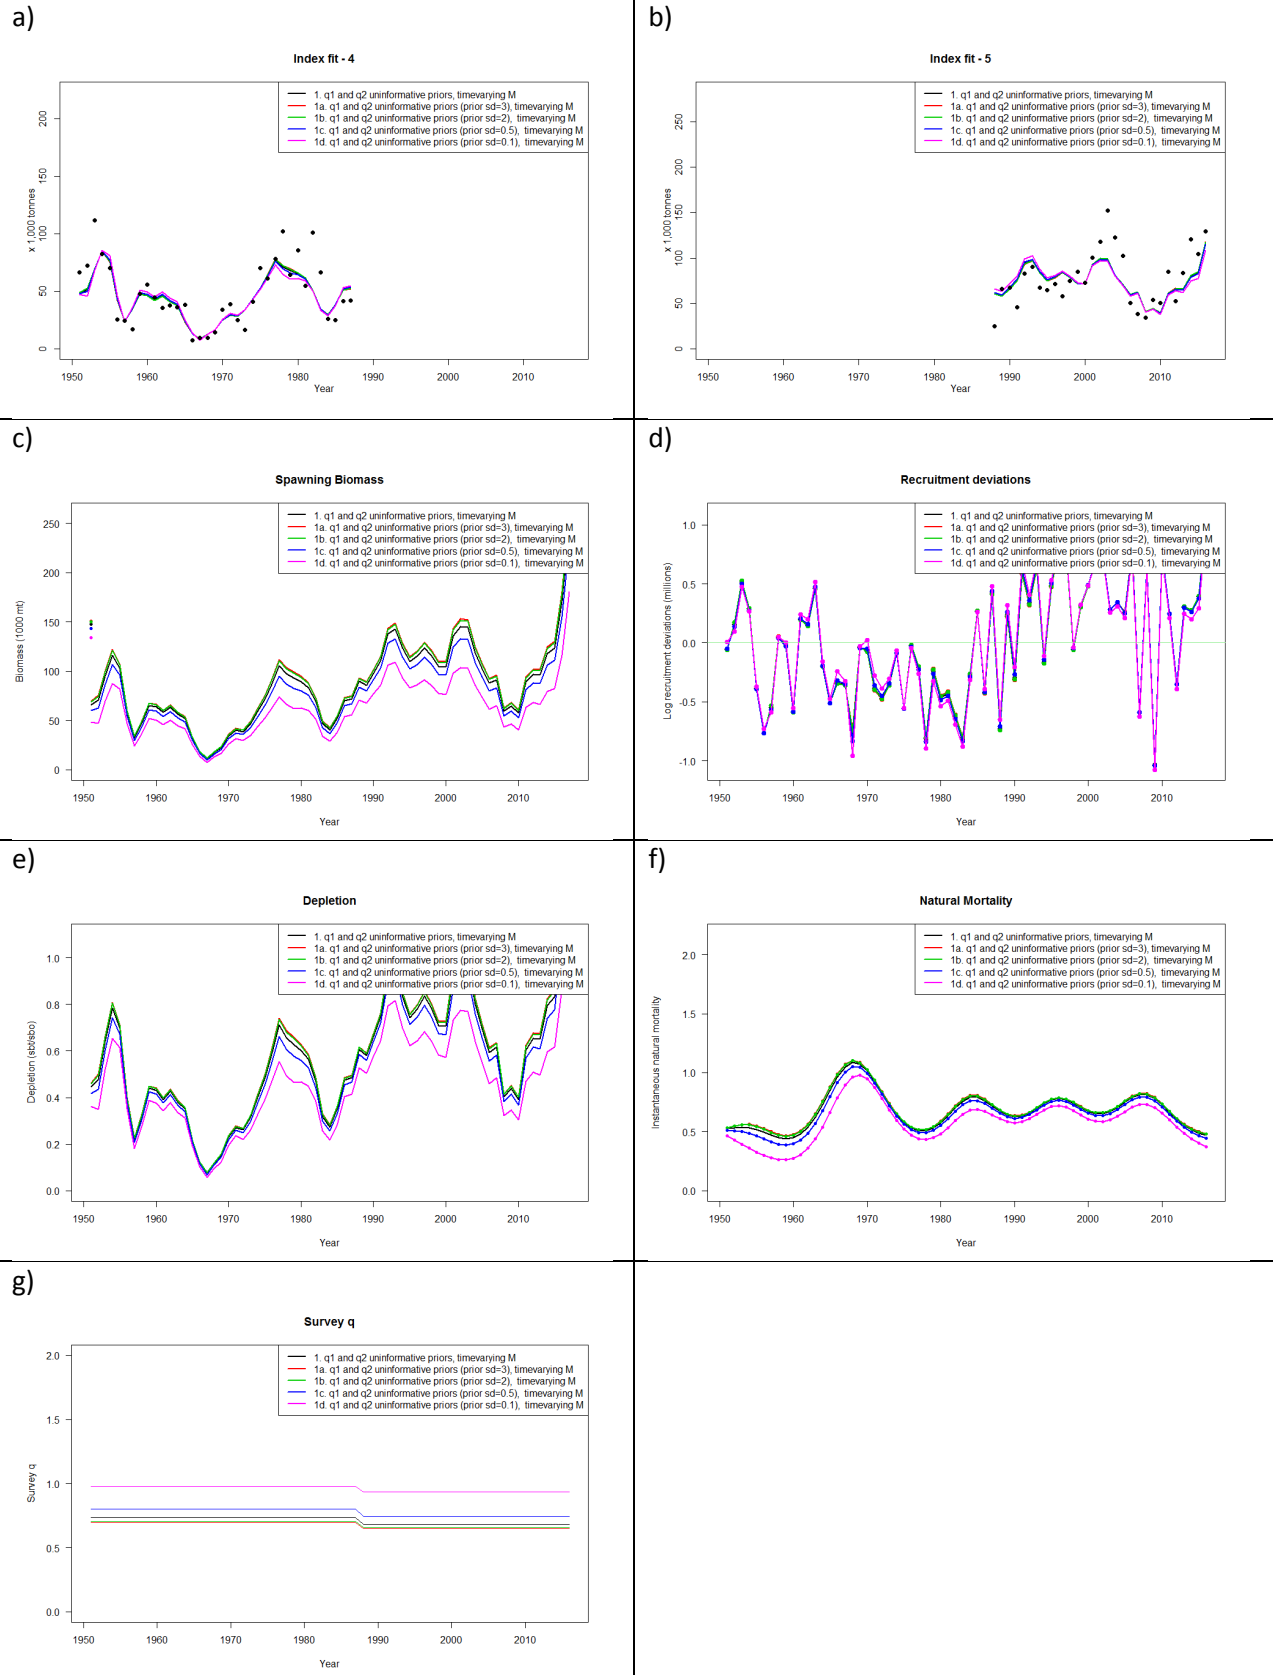 a)
Index fit - 4
1. q1 and q2 uninformative priors, timevarying M
1a. q1 and q2 uninformative priors (prior sd=3), timevarying M
1b. q1 and q2 uninformative priors (prior sd=2), timevarying M
1c. q1 and q2 uninformative priors (prior sd=0.5), timevarying M
1d. q1 and q2 uninformative priors (prior sd=0.1), timevarying M
x 1,000 tonnes
200
150
100
50
0
1950 1960 1970 1980 1990 2000 2010
Year
b)
Index fit - 5
1. q1 and q2 uninformative priors, timevarying M
1a. q1 and q2 uninformative priors (prior sd=3), timevarying M
1b. q1 and q2 uninformative priors (prior sd=2), timevarying M
1c. q1 and q2 uninformative priors (prior sd=0.5), timevarying M
1d. q1 and q2 uninformative priors (prior sd=0.1), timevarying M
x 1,000 tonnes
250
200
150
100
50
0
1950 1960 1970 1980 1990 2000 2010
Year
c)
Spawning Biomass
1. q1 and q2 uninformative priors, timevarying M
1a. q1 and q2 uninformative priors (prior sd=3), timevarying M
1b. q1 and q2 uninformative priors (prior sd=2), timevarying M
1c. q1 and q2 uninformative priors (prior sd=0.5), timevarying M
1d. q1 and q2 uninformative priors (prior sd=0.1), timevarying M
Biomass (1000 mt)
250
200
150
100
50
0
1950 1960 1970 1980 1990 2000 2010
Year
d)
Recruitment deviations
1. q1 and q2 uninformative priors, timevarying M
1a. q1 and q2 uninformative priors (prior sd=3), timevarying M
1b. q1 and q2 uninformative priors (prior sd=2), timevarying M
1c. q1 and q2 uninformative priors (prior sd=0.5), timevarying M
1d. q1 and q2 uninformative priors (prior sd=0.1), timevarying M
Log recruitment deviations (millions)
1.0
0.5
0.0
-0.5
-1.0
1950 1960 1970 1980 1990 2000 2010
Year
e)
Depletion
1. q1 and q2 uninformative priors, timevarying M
1a. q1 and q2 uninformative priors (prior sd=3), timevarying M
1b. q1 and q2 uninformative priors (prior sd=2), timevarying M
1c. q1 and q2 uninformative priors (prior sd=0.5), timevarying M
1d. q1 and q2 uninformative priors (prior sd=0.1), timevarying M
Depletion (sbt/sbo)
1.0
0.8
0.6
0.4
0.2
0.0
1950 1960 1970 1980 1990 2000 2010
Year
f)
Natural Mortality
1. q1 and q2 uninformative priors, timevarying M
1a. q1 and q2 uninformative priors (prior sd=3), timevarying M
1b. q1 and q2 uninformative priors (prior sd=2), timevarying M
1c. q1 and q2 uninformative priors (prior sd=0.5), timevarying M
1d. q1 and q2 uninformative priors (prior sd=0.1), timevarying M
Instantaneous natural mortality
2.0
1.5
1.0
0.5
0.0
1950 1960 1970 1980 1990 2000 2010
Year
g)
Survey q
1. q1 and q2 uninformative priors, timevarying M
1a. q1 and q2 uninformative priors (prior sd=3), timevarying M
1b. q1 and q2 uninformative priors (prior sd=2), timevarying M
1c. q1 and q2 uninformative priors (prior sd=0.5), timevarying M
1d. q1 and q2 uninformative priors (prior sd=0.1), timevarying M
Survey q
2.0
1.5
1.0
0.5
0.0
1950 1960 1970 1980 1990 2000 2010
Year